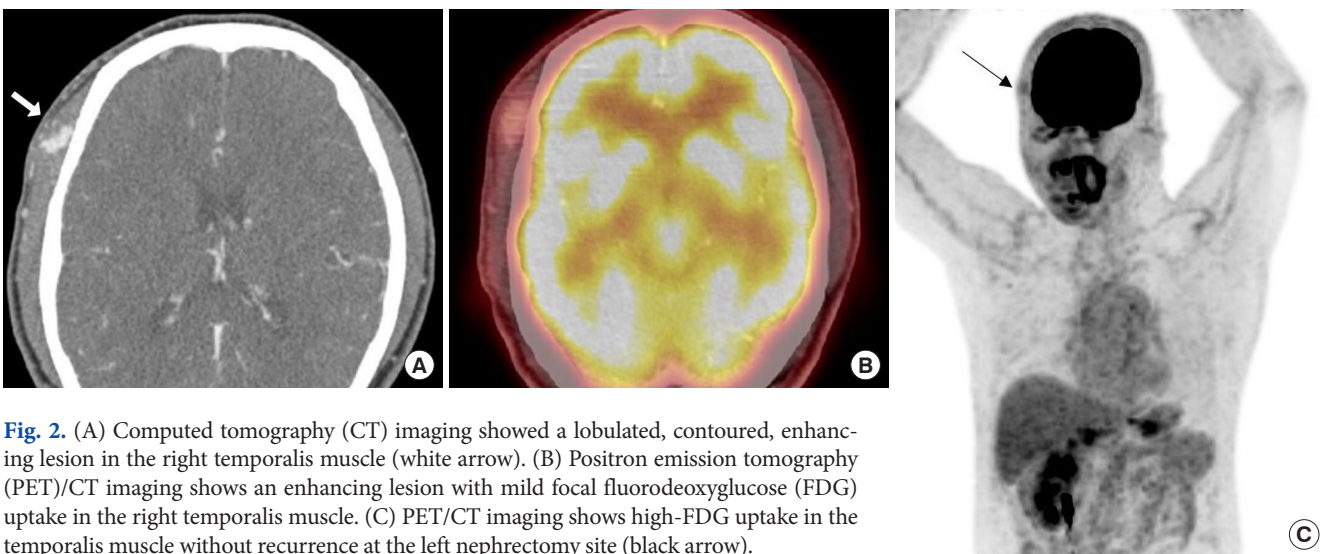 A
B
C
Fig. 2. (A) Computed tomography (CT) imaging showed a lobulated, contoured, enhanc-
ing lesion in the right temporalis muscle (white arrow). (B) Positron emission tomography
(PET)/CT imaging shows an enhancing lesion with mild focal fluorodeoxyglucose (FDG)
uptake in the right temporalis muscle. (C) PET/CT imaging shows high-FDG uptake in the
temporalis muscle without recurrence at the left nephrectomy site (black arrow).